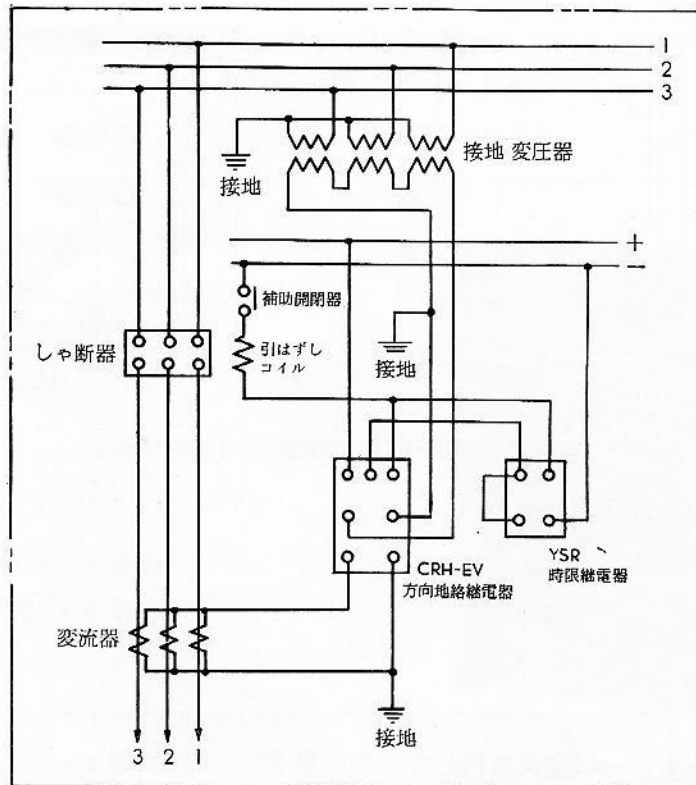 1
2
3
接地 変圧器
接地
+
−
補助開閉器
引はずし
コイル
しゃ断器
接地
CRH-EV
方向地絡継電器
YSR
時限継電器
変流器
接地
3 2 1